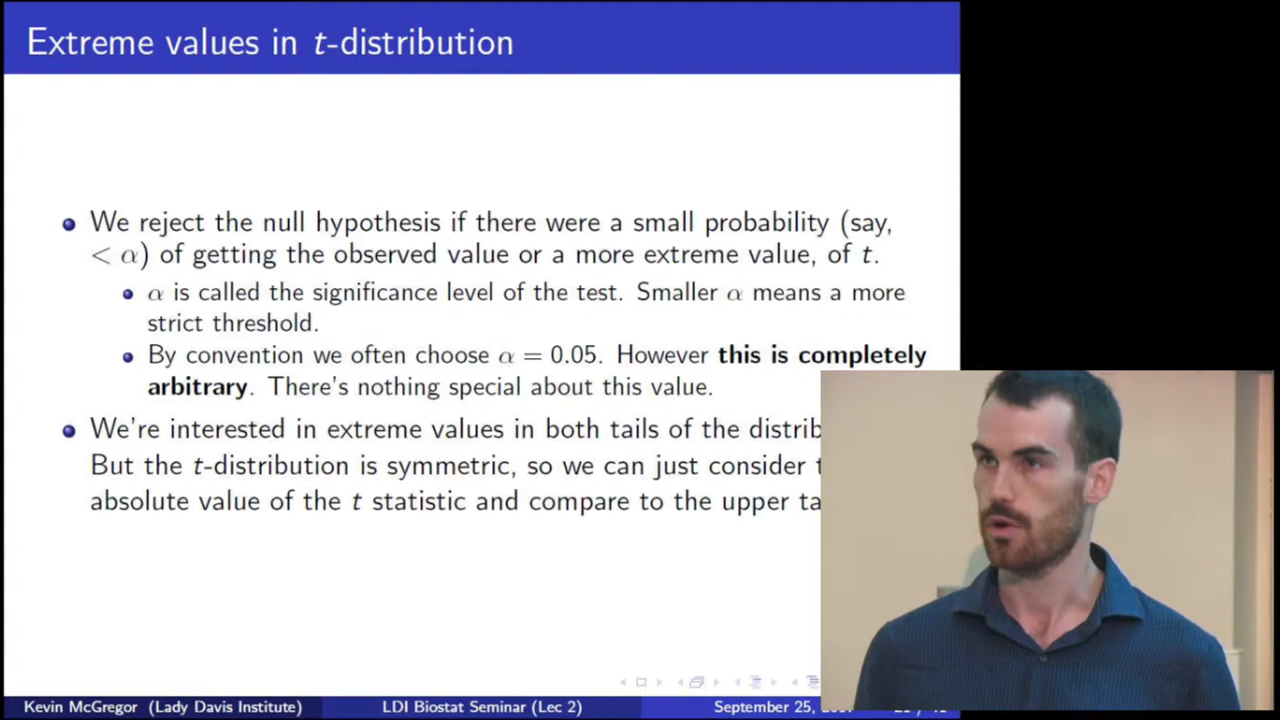 Extreme values in t-distribution
We reject the null hypothesis if there were a small probability (say,
< α) of getting the observed value or a more extreme value, of t.
α is called the significance level of the test. Smaller α means a more
strict threshold.
By convention we often choose α = 0.05. However this is completely
arbitrary. There's nothing special about this value.
We're interested in extreme values in both tails of the
But the t-distribution is symmetric, so we can just consider
absolute value of the t statistic and compare to the upper
Kevin McGregor (Lady Davis Institute) LDI Biostat Seminar (Lec 2) September 25,